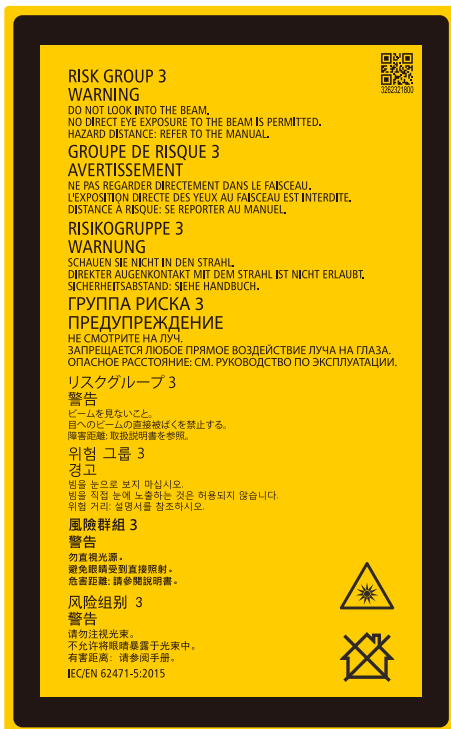 3262321800
RISK GROUP 3
WARNING
DO NOT LOOK INTO THE BEAM,
NO DIRECT EYE EXPOSURE TO THE BEAM IS PERMITTED.
HAZARD DISTANCE: REFER TO THE MANUAL.
GROUPE DE RISQUE 3
AVERTISSEMENT
NE PAS REGARDER DIRECTEMENT DANS LE FAISCEAU.
L'EXPOSITION DIRECTE DES YEUX AU FAISCEAU EST INTERDITE.
DISTANCE À RISQUE: SE REPORTER AU MANUEL.
RISIKOGRUPPE 3
WARNUNG
SCHAUEN SIE NICHT IN DEN STRAHL.
DIREKTER AUGENKONTAKT MIT DEM STRAHL IST NICHT ERLAUBT.
SICHERHEITSABSTAND: SIEHE HANDBUCH.
ГРУППА РИСКА 3
ПРЕДУПРЕЖДЕНИЕ
НЕ СМОТРИТЕ НА ЛУЧ.
ЗАПРЕЩАЕТСЯ ЛЮБОЕ ПРЯМОЕ ВОЗДЕЙСТВИЕ ЛУЧА НА ГЛАЗА.
ОПАСНОЕ РАССТОЯНИЕ: СМ. РУКОВОДСТВО ПО ЭКСПЛУАТАЦИИ.
リスクグループ 3
警告
ビームを見ないこと。
目へのビームの直接被ばくを禁止する。
障害距離: 取扱説明書を参照。
위험 그룹 3
경고
빔을 눈으로 보지 마십시오.
빔을 직접 눈에 노출하는 것은 허용되지 않습니다.
위험 거리: 설명서를 참조하시오.
風險群組 3
警告
勿直視光源。
避免眼睛受到直接照射。
危害距離: 請參閱說明書。
风险组别 3
警告
请勿注视光束。
不允许将眼睛暴露于光束中。
有害距离: 请参阅手册。
IEC/EN 62471-5:2015